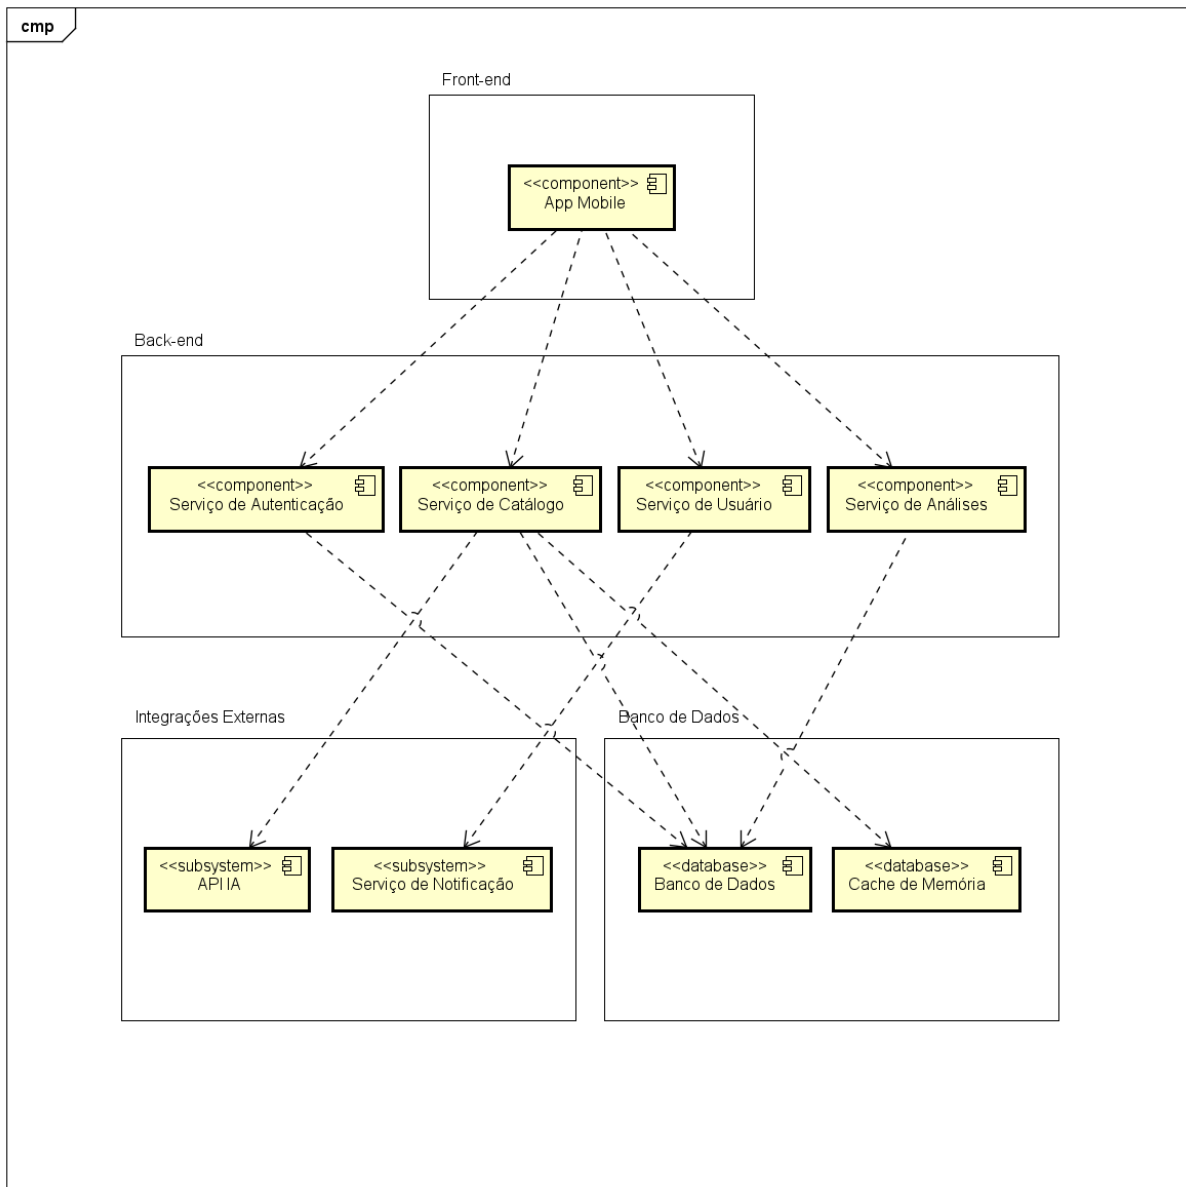 cmp
Front-end
<<component>>
App Mobile
Back-end
<<component>>
Serviço de Autenticação
<<component>>
Serviço de Catálogo
<<component>>
Serviço de Usuário
<<component>>
Serviço de Análises
Integrações Externas
Banco de Dados
<<subsystem>>
API IA
<<subsystem>>
Serviço de Notificação
<<database>>
Banco de Dados
<<database>>
Cache de Memória